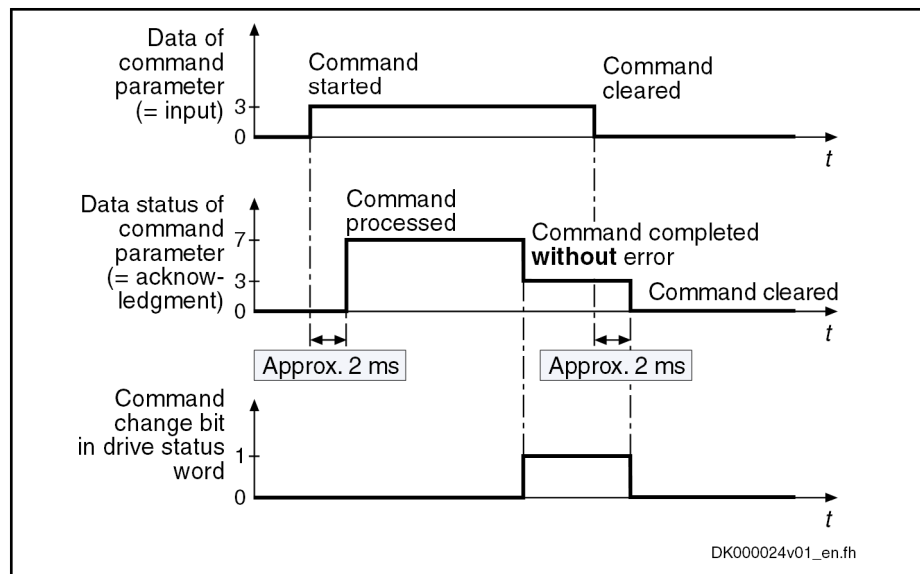 Data of
command
parameter
(= input)
Command
started
Command
cleared
3
0
t
Data status of
command
parameter
(= acknow-
ledgment)
Command
processed
Command completed
without error
Command cleared
7
3
0
t
Approx. 2 ms
Approx. 2 ms
Command
change bit
in drive status
word
1
0
t
DK000024v01_en.fh